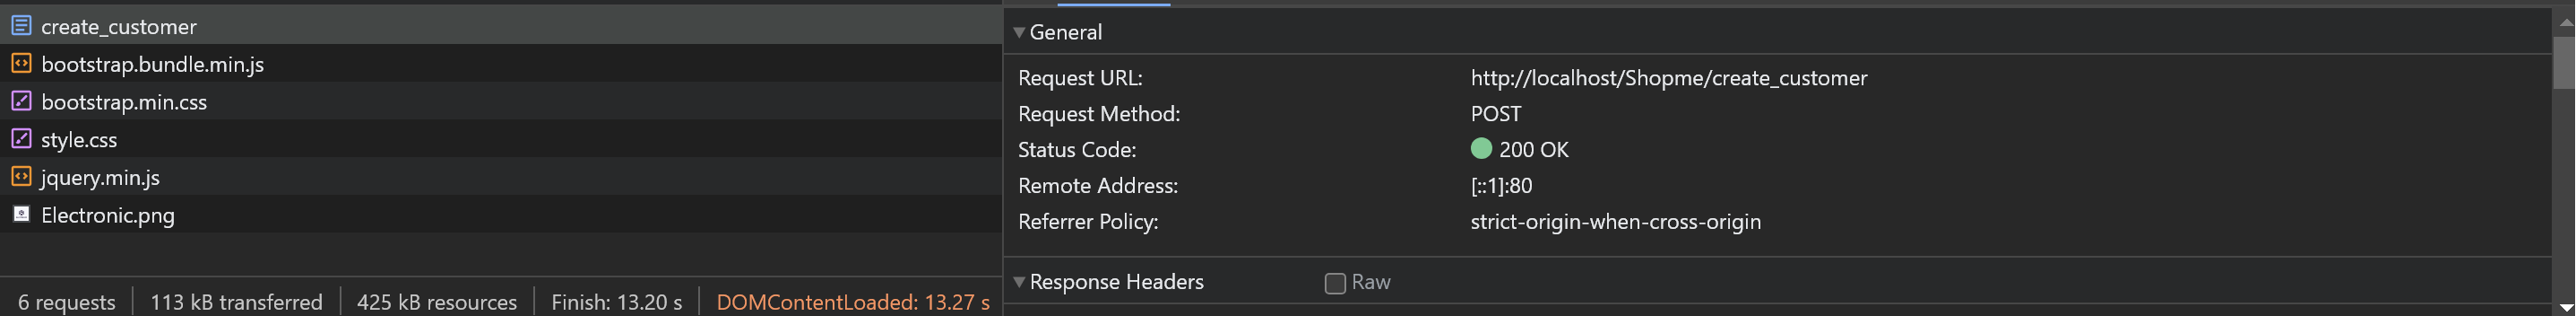 create_customer
bootstrap.bundle.min.js
bootstrap.min.css
style.css
jquery.min.js
Electronic.png
6 requests 113 kB transferred 425 kB resources Finish: 13.20 s DOMContentLoaded: 13.27 s
General
Request URL: http://localhost/Shopme/create_customer
Request Method: POST
Status Code: 200 OK
Remote Address: [::1]:80
Referrer Policy: strict-origin-when-cross-origin
Response Headers Raw